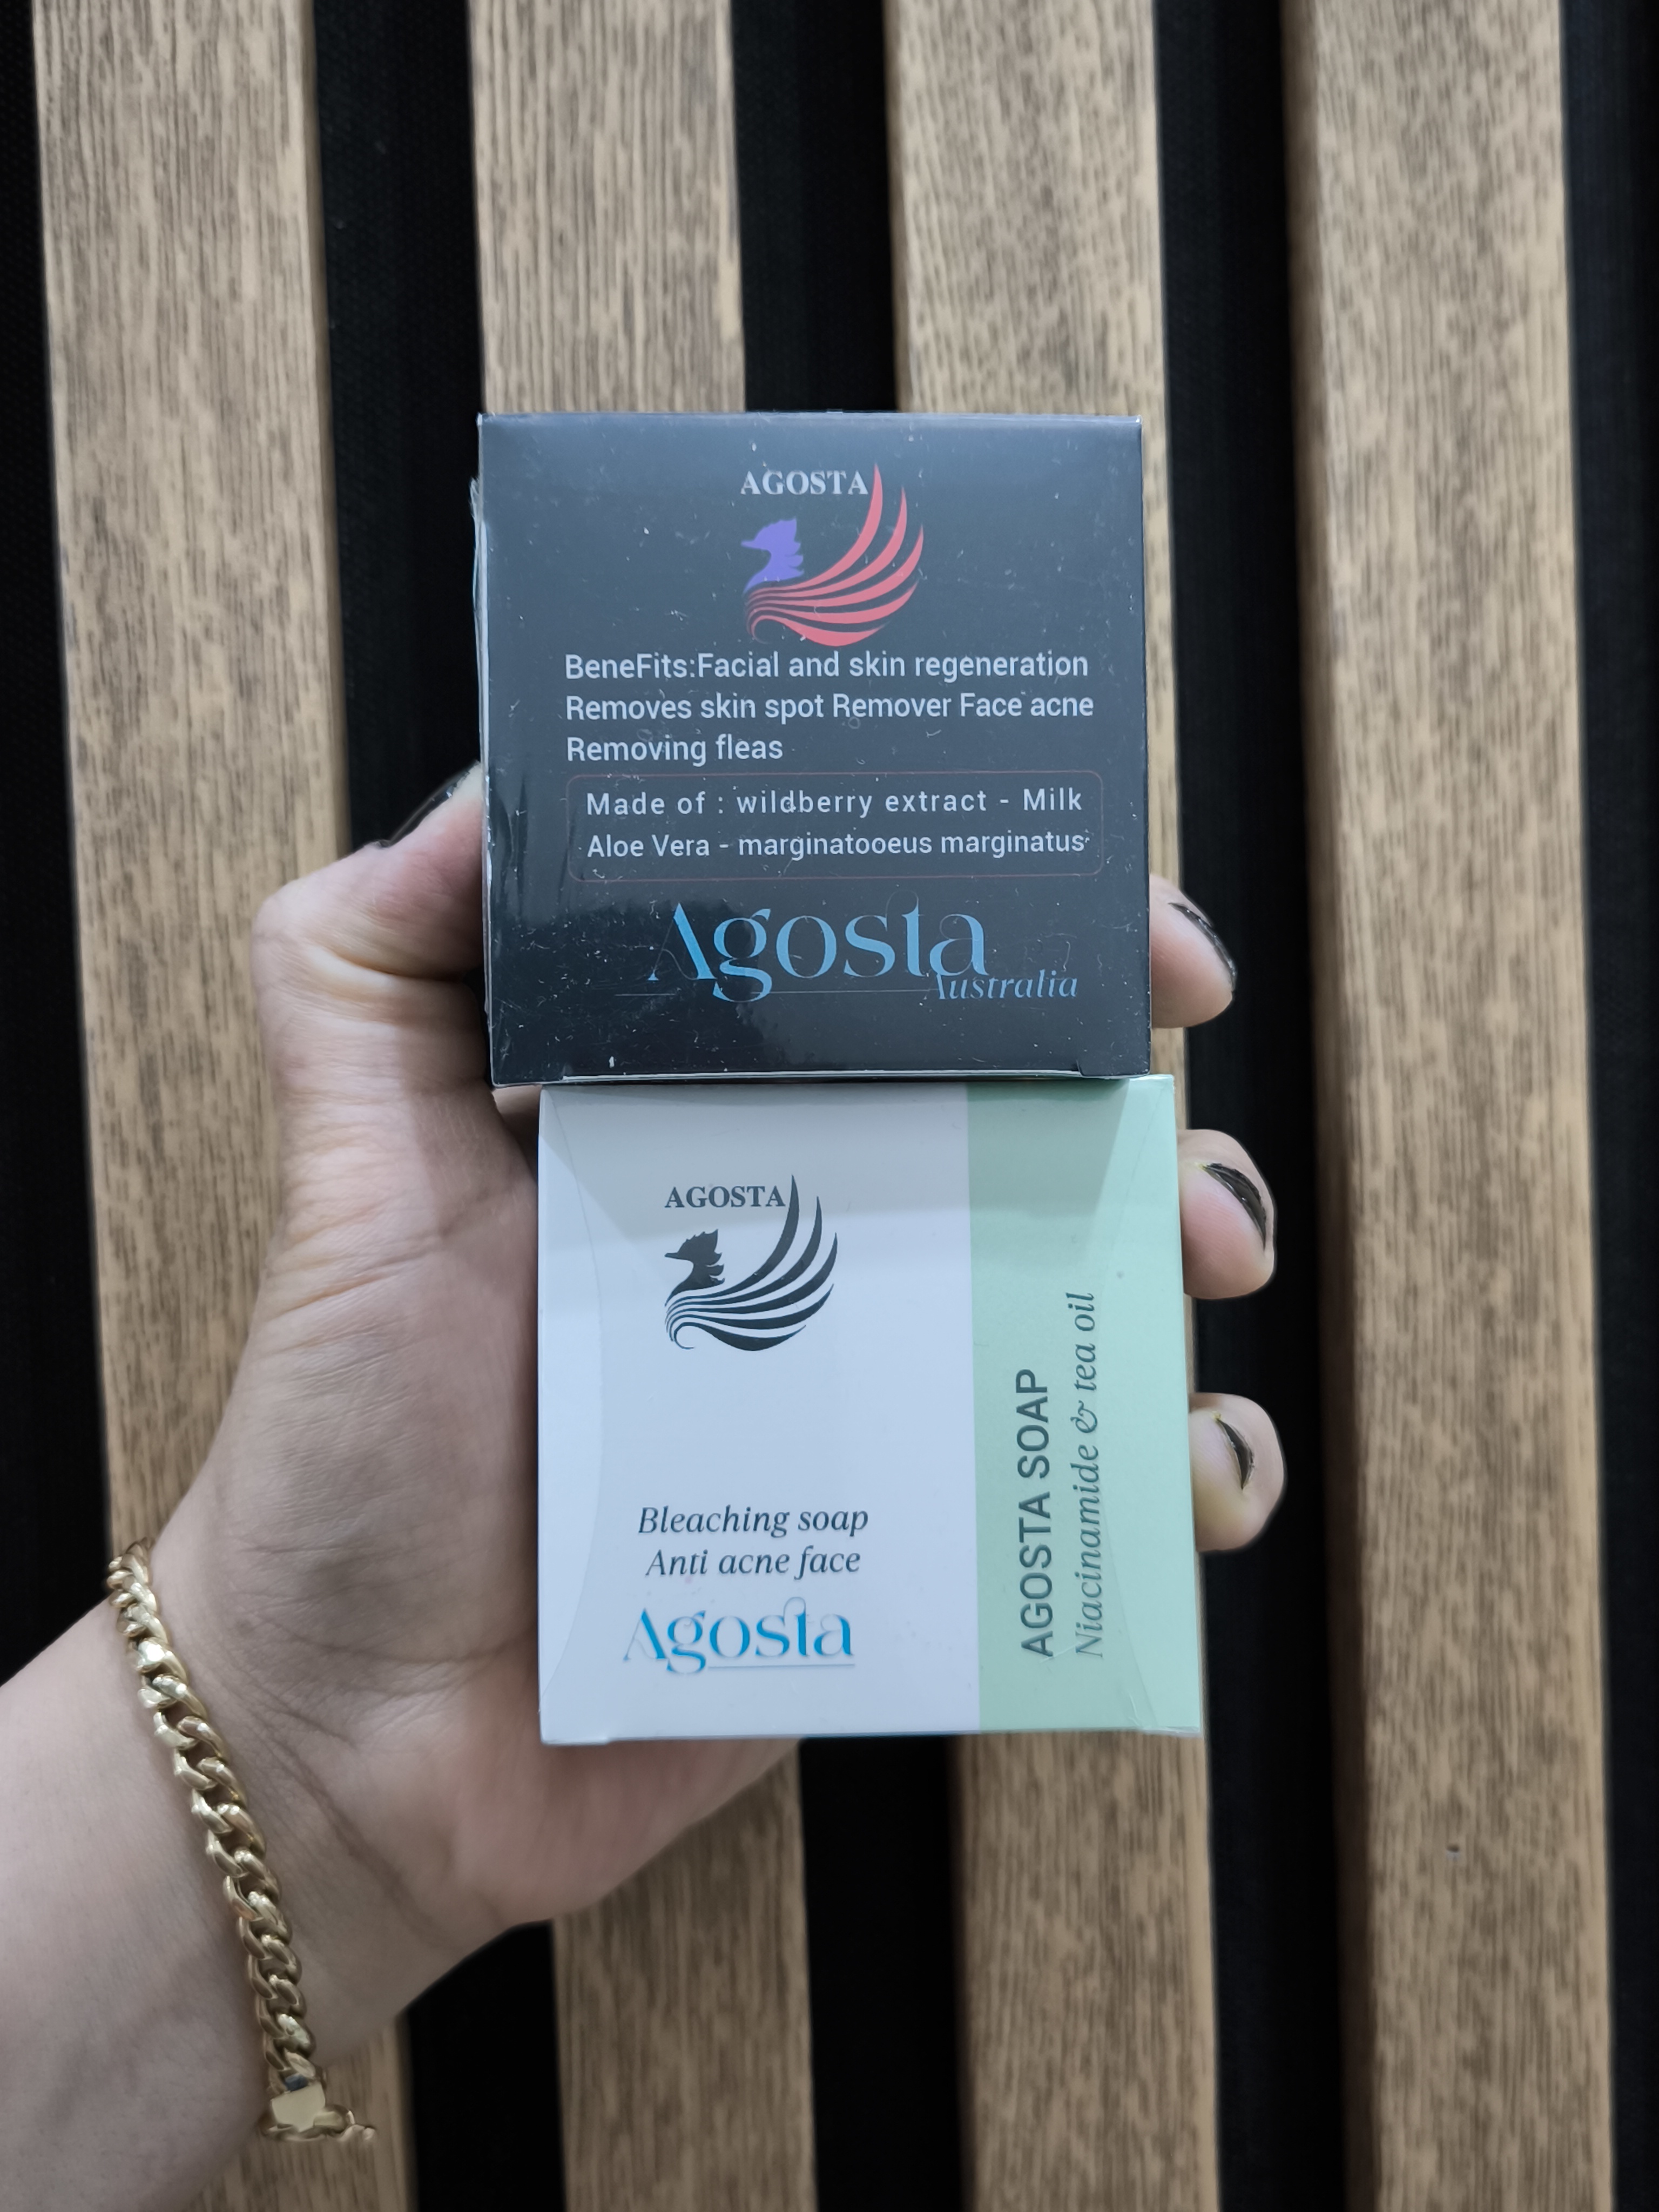 AGOSTA
BeneFits:Facial and skin regeneration
Removes skin spot Remover Face acne
Removing fleas
Made of : wildberry extract - Milk
Aloe Vera - marginatooeus marginatus
Agosta
Australia
AGOSTA
Bleaching soap
Anti acne face
Agosta
AGOSTA SOAP
Niacinamide & tea oil